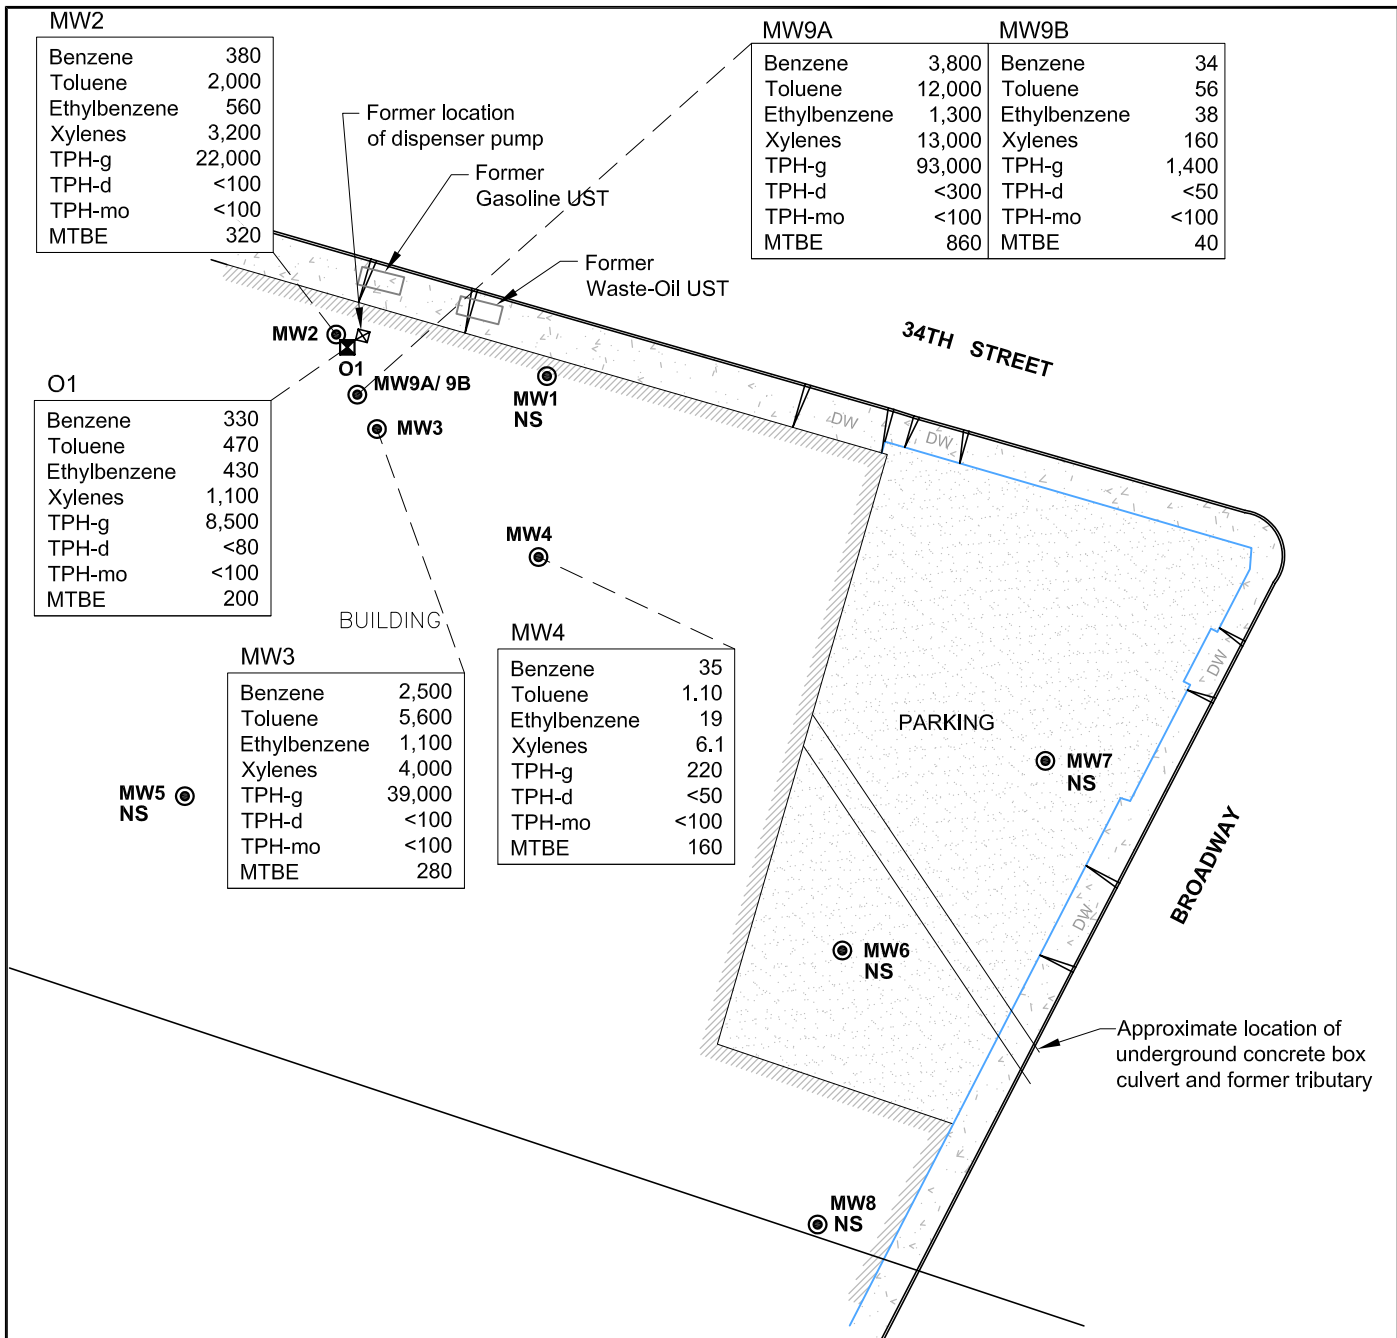 MW2
Benzene 380
Toluene 2,000
Ethylbenzene 560
Xylenes 3,200
TPH-g 22,000
TPH-d <100
TPH-mo <100
MTBE 320
MW9A
Benzene 3,800
Toluene 12,000
Ethylbenzene 1,300
Xylenes 13,000
TPH-g 93,000
TPH-d <300
TPH-mo <100
MTBE 860
MW9B
Benzene 34
Toluene 56
Ethylbenzene 38
Xylenes 160
TPH-g 1,400
TPH-d <50
TPH-mo <100
MTBE 40
Former location
of dispenser pump
Former
Gasoline UST
Former
Waste-Oil UST
34TH STREET
MW2
O1
MW9A/ 9B
MW3
MW1
NS
DW
DW
O1
Benzene 330
Toluene 470
Ethylbenzene 430
Xylenes 1,100
TPH-g 8,500
TPH-d <80
TPH-mo <100
MTBE 200
MW4
BUILDING
MW3
Benzene 2,500
Toluene 5,600
Ethylbenzene 1,100
Xylenes 4,000
TPH-g 39,000
TPH-d <100
TPH-mo <100
MTBE 280
MW4
Benzene 35
Toluene 1.10
Ethylbenzene 19
Xylenes 6.1
TPH-g 220
TPH-d <50
TPH-mo <100
MTBE 160
DW
PARKING
MW7
NS
MW5
NS
BROADWAY
DW
MW6
NS
Approximate location of
underground concrete box
culvert and former tributary
MW8
NS